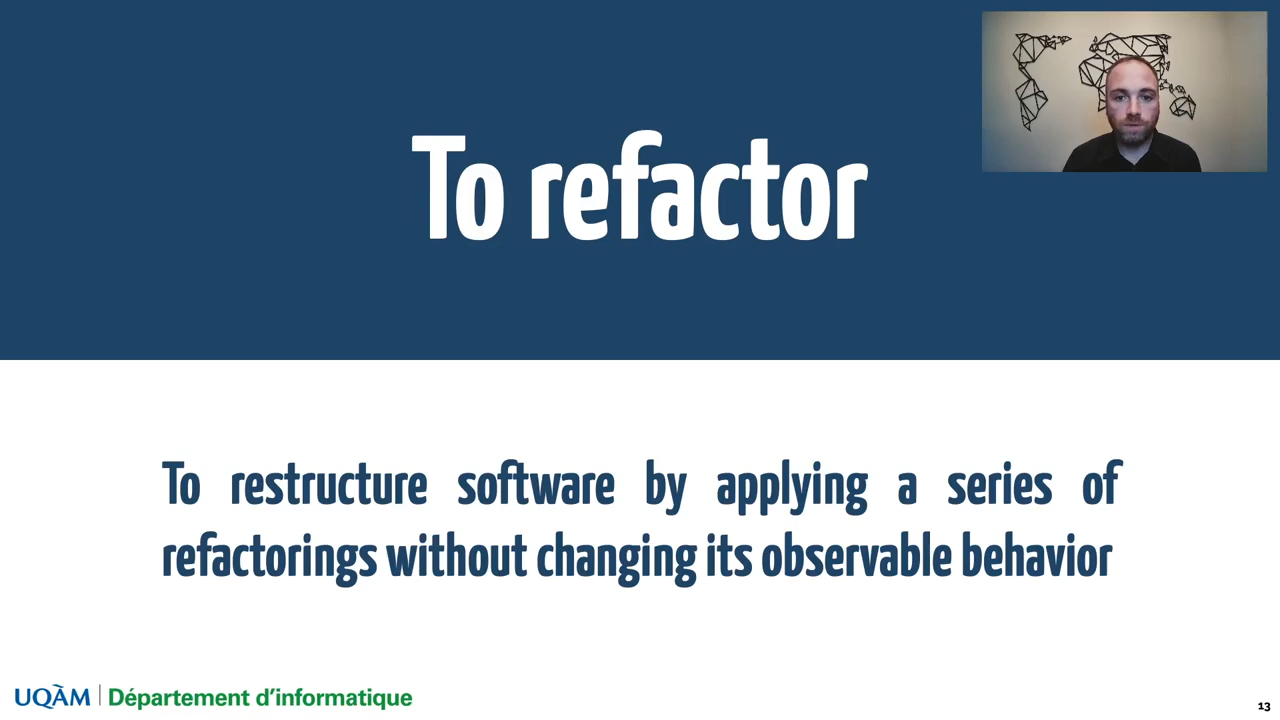 To refactor
To restructure software by applying a series of
refactorings without changing its observable behavior
UQÀM | Département d'informatique
13